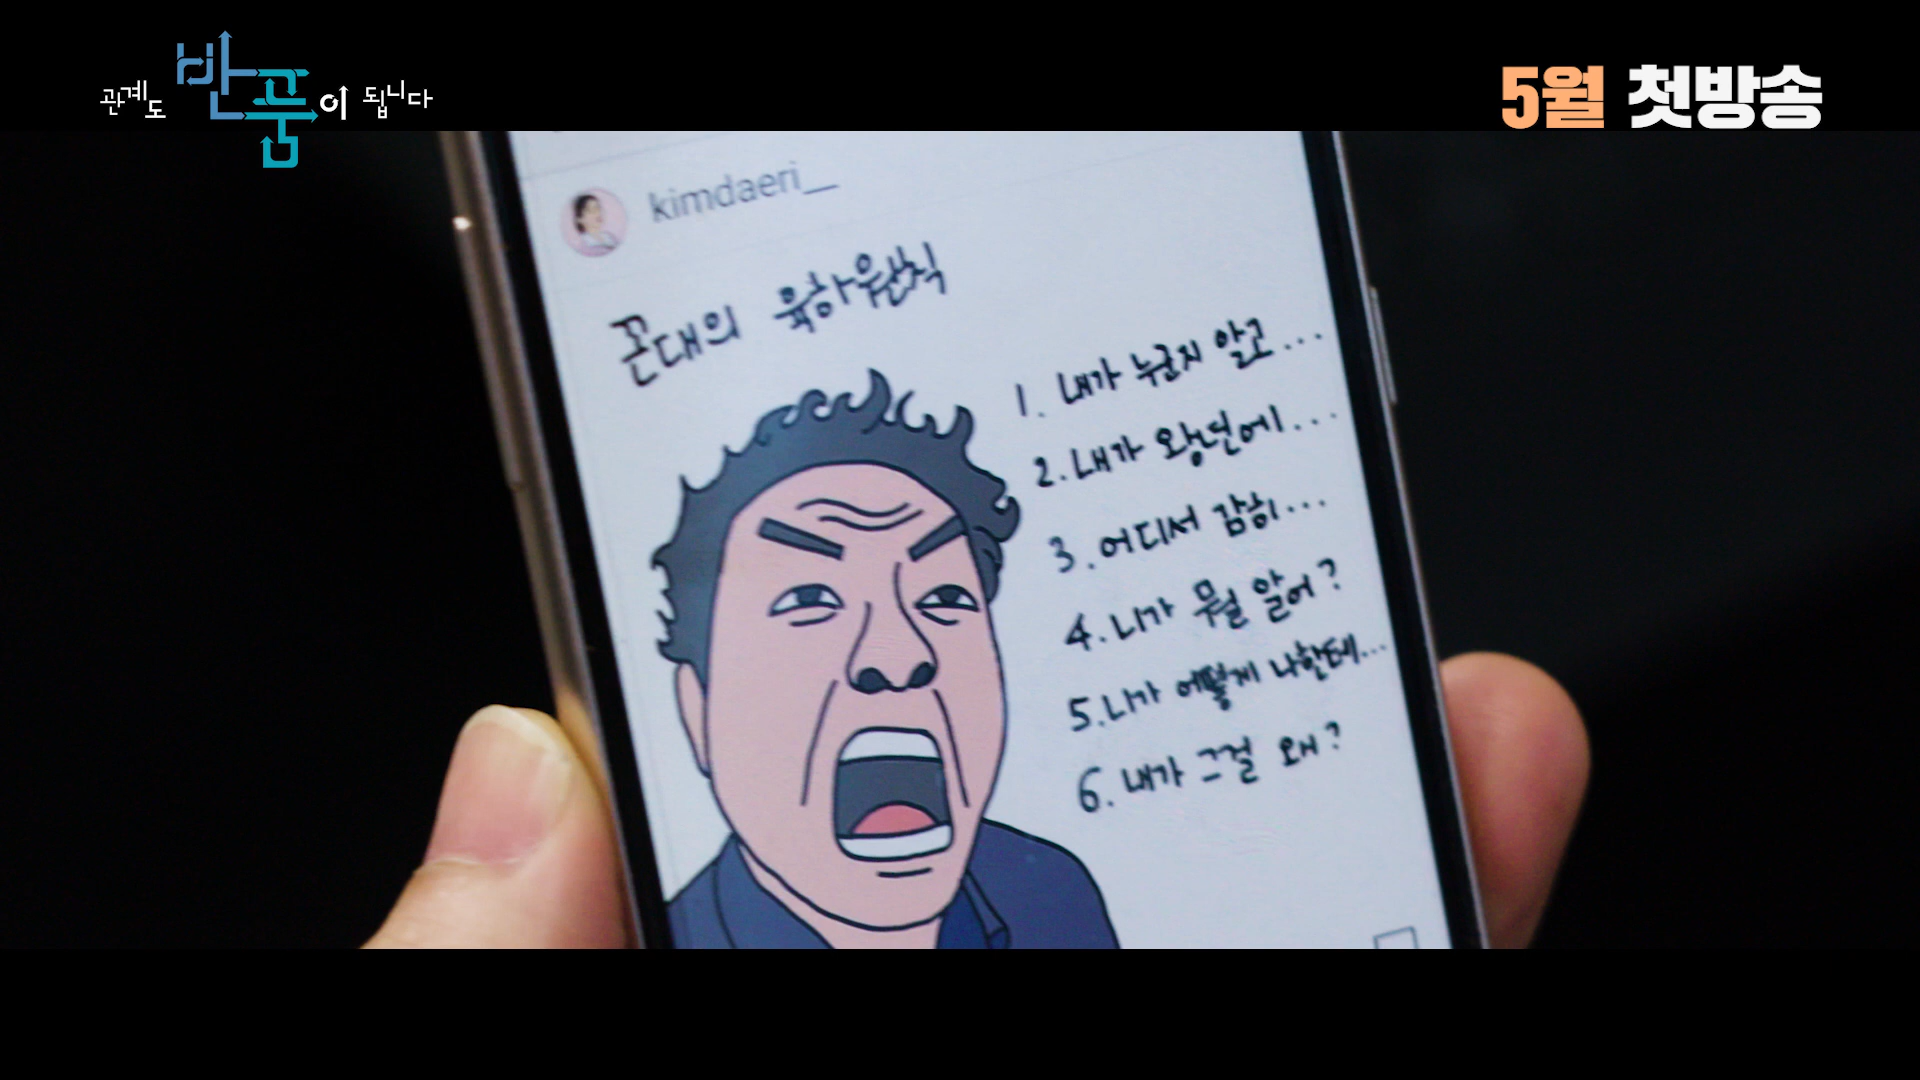 관계도 반품이 됩니다
5월 첫방송
kimdaeri__
꼰대의 육하원칙
1. 내가 누군지 알고...
2. 내가 왕년에...
3. 어디서 감히...
4. 니가 뭘 알어?
5. 니가 어떻게 나한테...
6. 내가 그걸 왜?